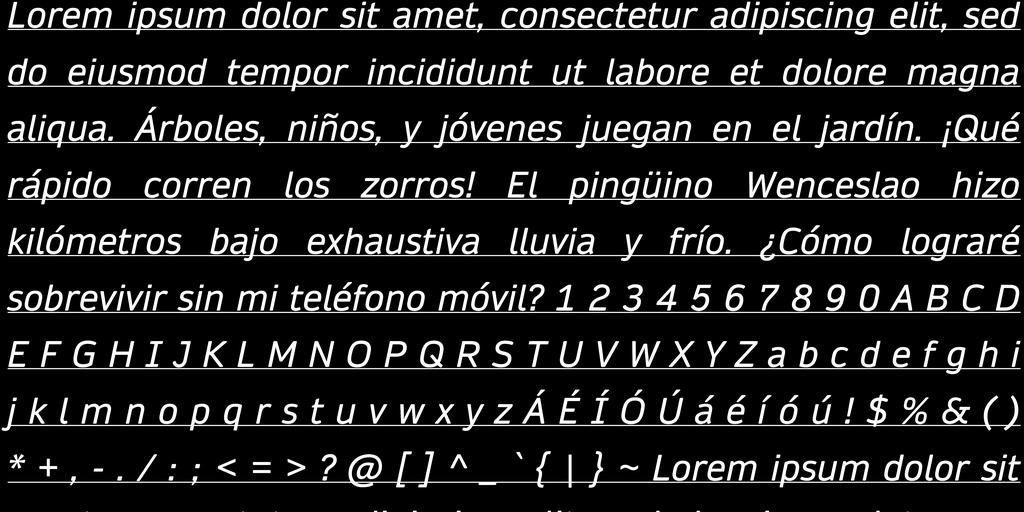 Lorem ipsum dolor sit amet, consectetur adipiscing elit, sed
do eiusmod tempor incididunt ut labore et dolore magna
aliqua. Árboles, niños, y jóvenes juegan en el jardín. ¡Qué
rápido corren los zorros! El pingüino Wenceslao hizo
kilómetros bajo exhaustiva lluvia y frío. ¿Cómo lograré
sobrevivir sin mi teléfono móvil? 1 2 3 4 5 6 7 8 9 0 A B C D
E F G H I J K L M N O P Q R S T U V W X Y Z a b c d e f g h i
j k l m n o p q r s t u v w x y z Á É Í Ó Ú á é í ó ú ! $ % & ( )
* + , - . / : ; < = > ? @ [ ] ^ _ ` { | } ~ Lorem ipsum dolor sit